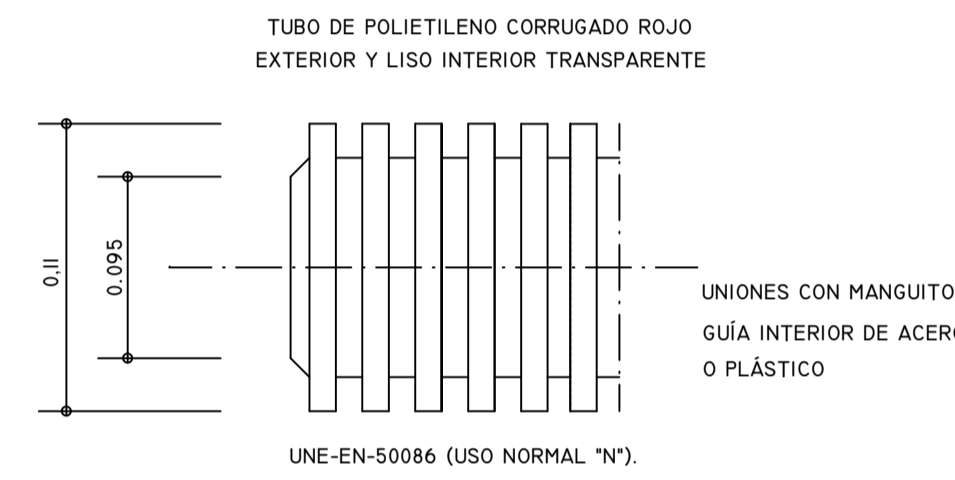 TUBO DE POLIETILENO CORRUGADO ROJO
EXTERIOR Y LISO INTERIOR TRANSPARENTE
0,11
0.095
UNIONES CON MANGUITO
GUÍA INTERIOR DE ACER
O PLÁSTICO
UNE-EN-50086 (USO NORMAL "N").